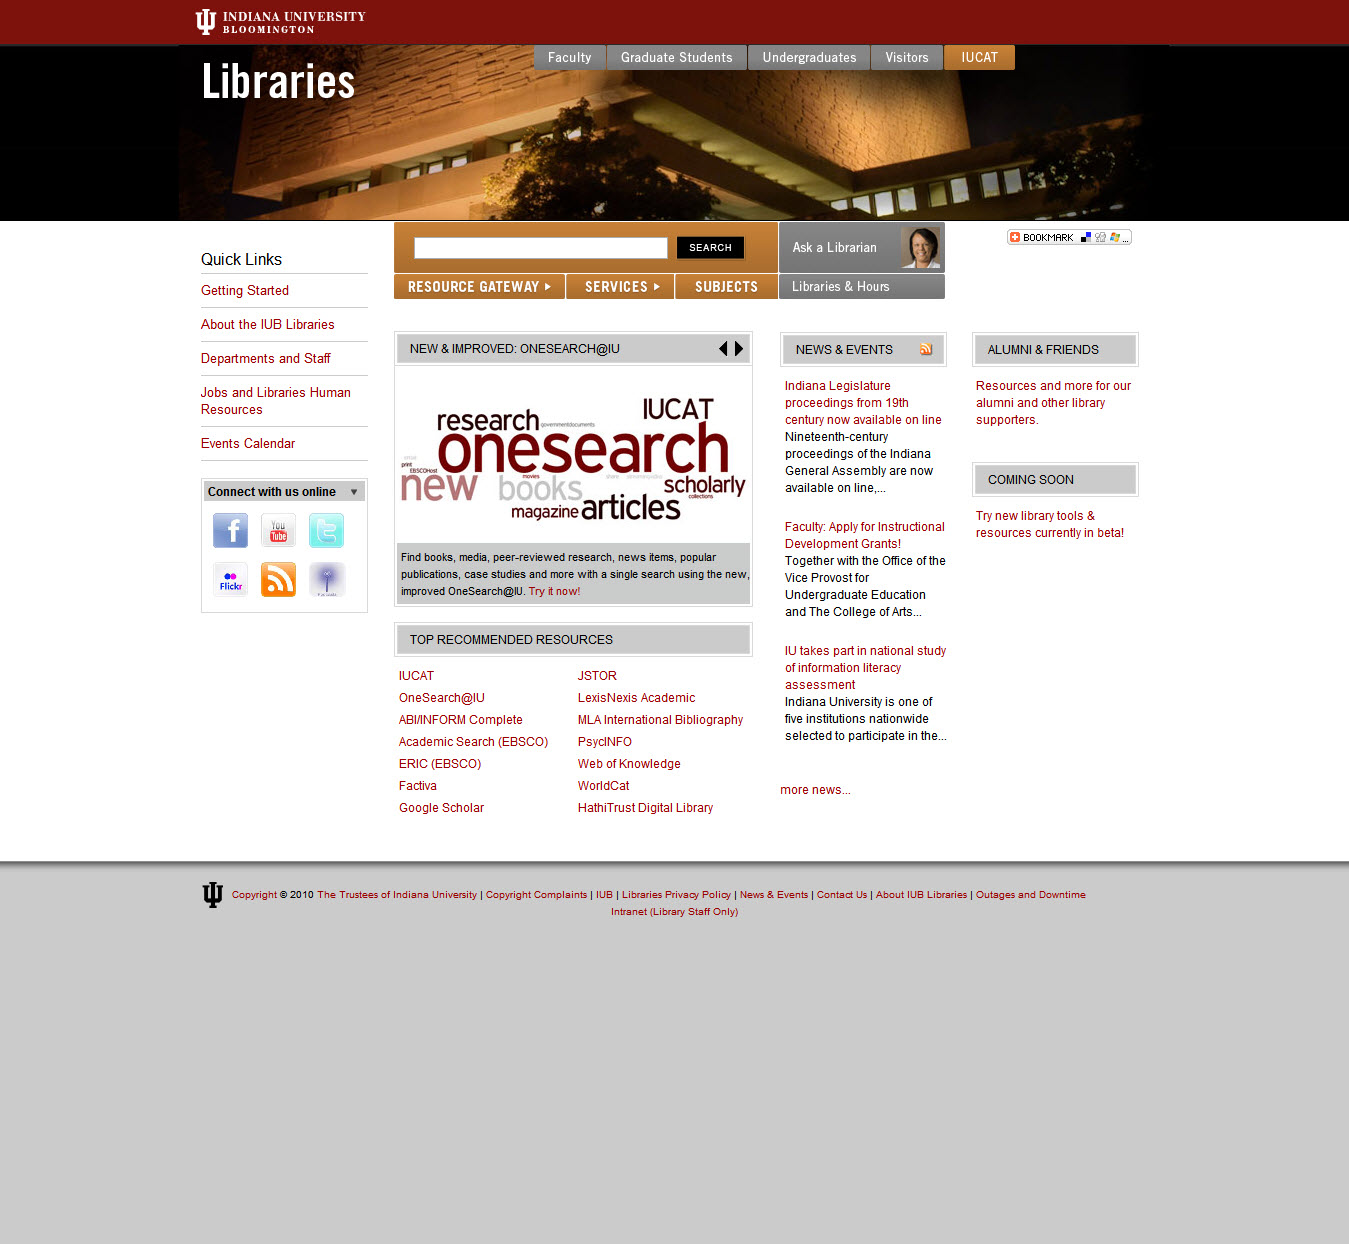 INDIANA UNIVERSITY
BLOOMINGTON
Libraries
Faculty
Graduate Students
Undergraduates
Visitors
IUCAT
SEARCH
Ask a Librarian
BOOKMARK
RESOURCE GATEWAY
SERVICES
SUBJECTS
Libraries & Hours
Quick Links
Getting Started
About the IUB Libraries
Departments and Staff
Jobs and Libraries Human
Resources
Events Calendar
Connect with us online
f
You
Tube
t
Flickr
NEW & IMPROVED: ONESEARCH@IU
IUCAT
research
governmentdocuments
onesearch
print
EBSCOHost
new
movies
books
scholarly
collections
magazine
articles
Find books, media, peer-reviewed research, news items, popular
publications, case studies and more with a single search using the new,
improved OneSearch@IU. Try it now!
TOP RECOMMENDED RESOURCES
IUCAT
OneSearch@IU
ABI/INFORM Complete
Academic Search (EBSCO)
ERIC (EBSCO)
Factiva
Google Scholar
JSTOR
LexisNexis Academic
MLA International Bibliography
PsycINFO
Web of Knowledge
WorldCat
HathiTrust Digital Library
NEWS & EVENTS
Indiana Legislature
proceedings from 19th
century now available on line
Nineteenth-century
proceedings of the Indiana
General Assembly are now
available on line,...
Faculty: Apply for Instructional
Development Grants!
Together with the Office of the
Vice Provost for
Undergraduate Education
and The College of Arts...
IU takes part in national study
of information literacy
assessment
Indiana University is one of
five institutions nationwide
selected to participate in the...
more news...
ALUMNI & FRIENDS
Resources and more for our
alumni and other library
supporters.
COMING SOON
Try new library tools &
resources currently in beta!
Copyright © 2010 The Trustees of Indiana University | Copyright Complaints | IUB | Libraries Privacy Policy | News & Events | Contact Us | About IUB Libraries | Outages and Downtime
Intranet (Library Staff Only)